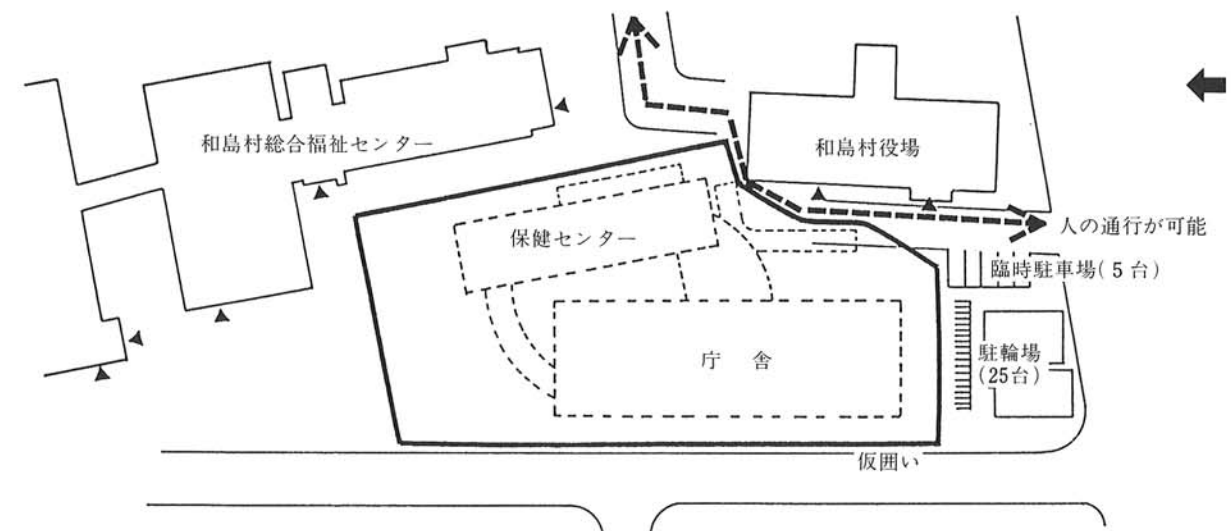 和島村総合福祉センター
和島村役場
保健センター
人の通行が可能
臨時駐車場(5台)
庁 舎
駐輪場
(25台)
仮囲い